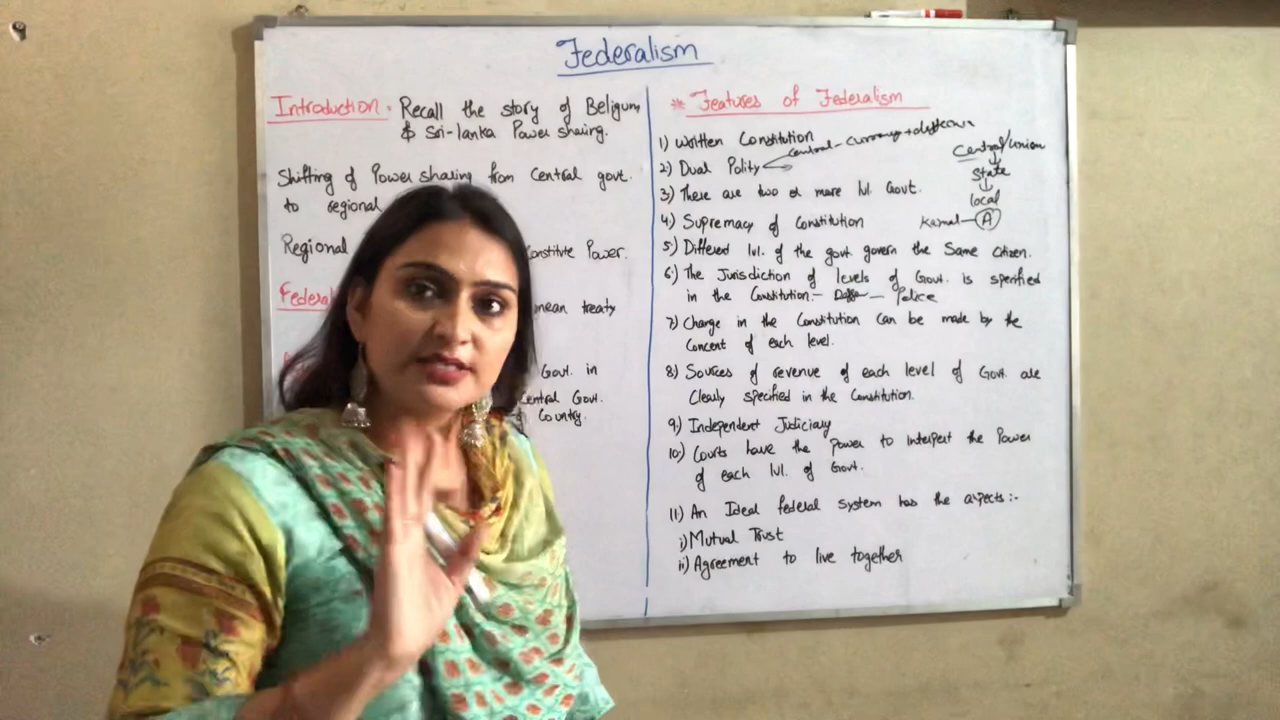 Federalism
Introduction - Recall the story of Beligum
& Sri-lanka Power sharing.
Shifting of Power sharing from Central govt.
to regional
Regional Constitute Power.
Federal mean treaty
Govt. in
Central Govt.
of Country.
Features of Federalism
1) Written Constitution
2) Dual Polity central - currency +
3) There are two or more lvl. Govt.
4) Supremacy of Constitution
5) Different lvl. of the govt. govern the Same Citizen.
6) The Jurisdiction of levels of Govt. is specified
in the Constitution. - - Police
7) Change in the Constitution Can be made by the
Concent of each level.
8) Sources of revenue of each level of Govt. are
Clearly specified in the Constitution.
9) Independent Judiciary
10) Courts have the power to interpret the Power
of each lvl. of Govt.
11) An Ideal federal system has the aspects :-
i) Mutual Trust
ii) Agreement to live together
Central/Union
State
local
Karnal - A